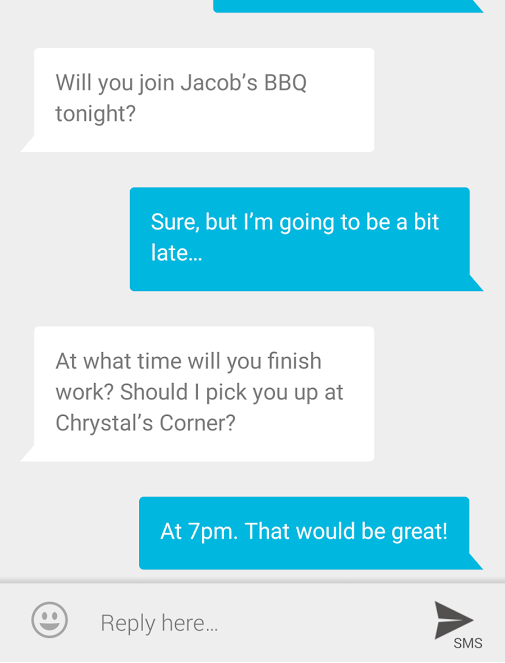 Will you join Jacob’s BBQ
tonight?
Sure, but I’m going to be a bit
late...
At what time will you finish
work? Should I pick you up at
Chrystal’s Corner?
At 7pm. That would be great!
Reply here...
SMS